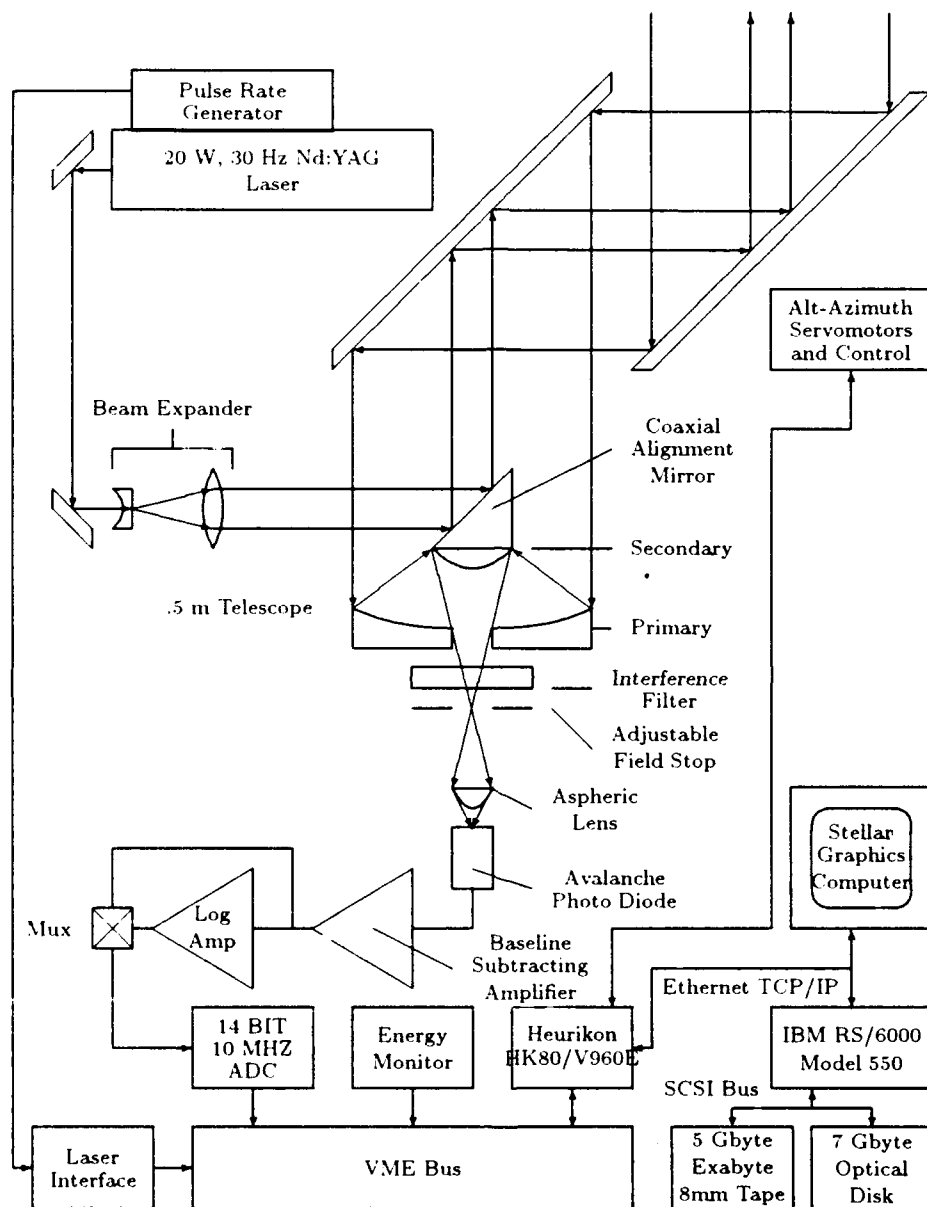 Pulse Rate
Generator
20 W, 30 Hz Nd:YAG
Laser
Alt-Azimuth
Servomotors
and Control
Beam Expander
Coaxial
Alignment
Mirror
Secondary
.5 m Telescope
Primary
Interference
Filter
Adjustable
Field Stop
Aspheric
Lens
Stellar
Graphics
Computer
Avalanche
Photo Diode
Mux
Log
Amp
Baseline
Subtracting
Amplifier
Ethernet TCP/IP
14 BIT
10 MHZ
ADC
Energy
Monitor
Heurikon
HK80/V960E
IBM RS/6000
Model 550
SCSI Bus
Laser
Interface
VME Bus
5 Gbyte
Exabyte
8mm Tape
7 Gbyte
Optical
Disk